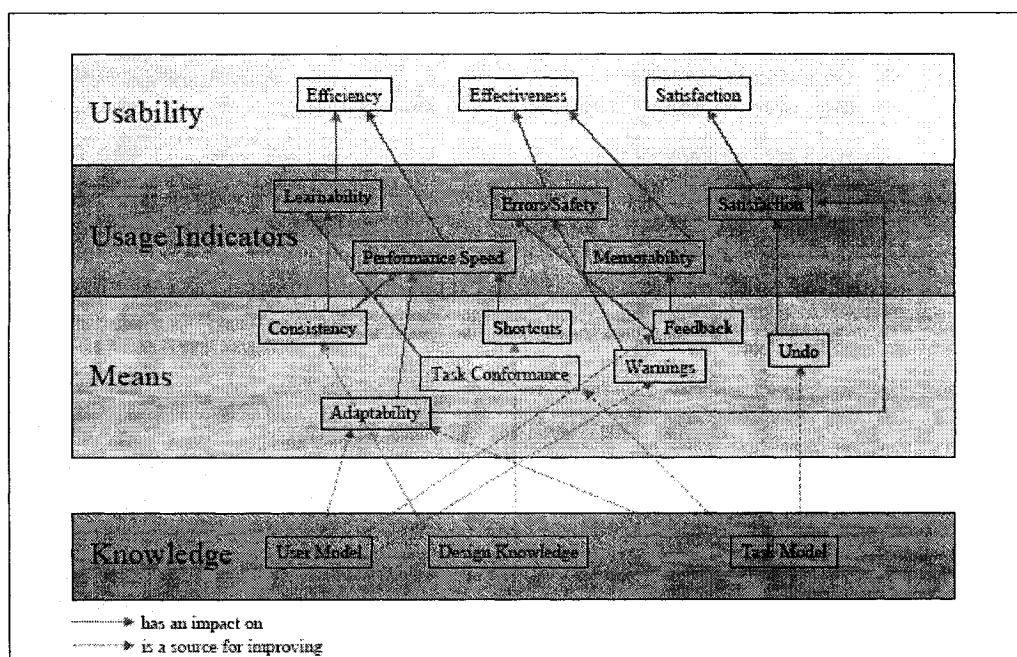 Usability
Efficiency
Effectiveness
Satisfaction
Usage Indicators
Learnability
Errors/Safety
Satisfaction
Performance Speed
Memorability
Means
Consistency
Shortcuts
Feedback
Undo
Task Conformance
Warnings
Adaptability
Knowledge
User Model
Design Knowledge
Task Model
has an impact on
is a source for improving